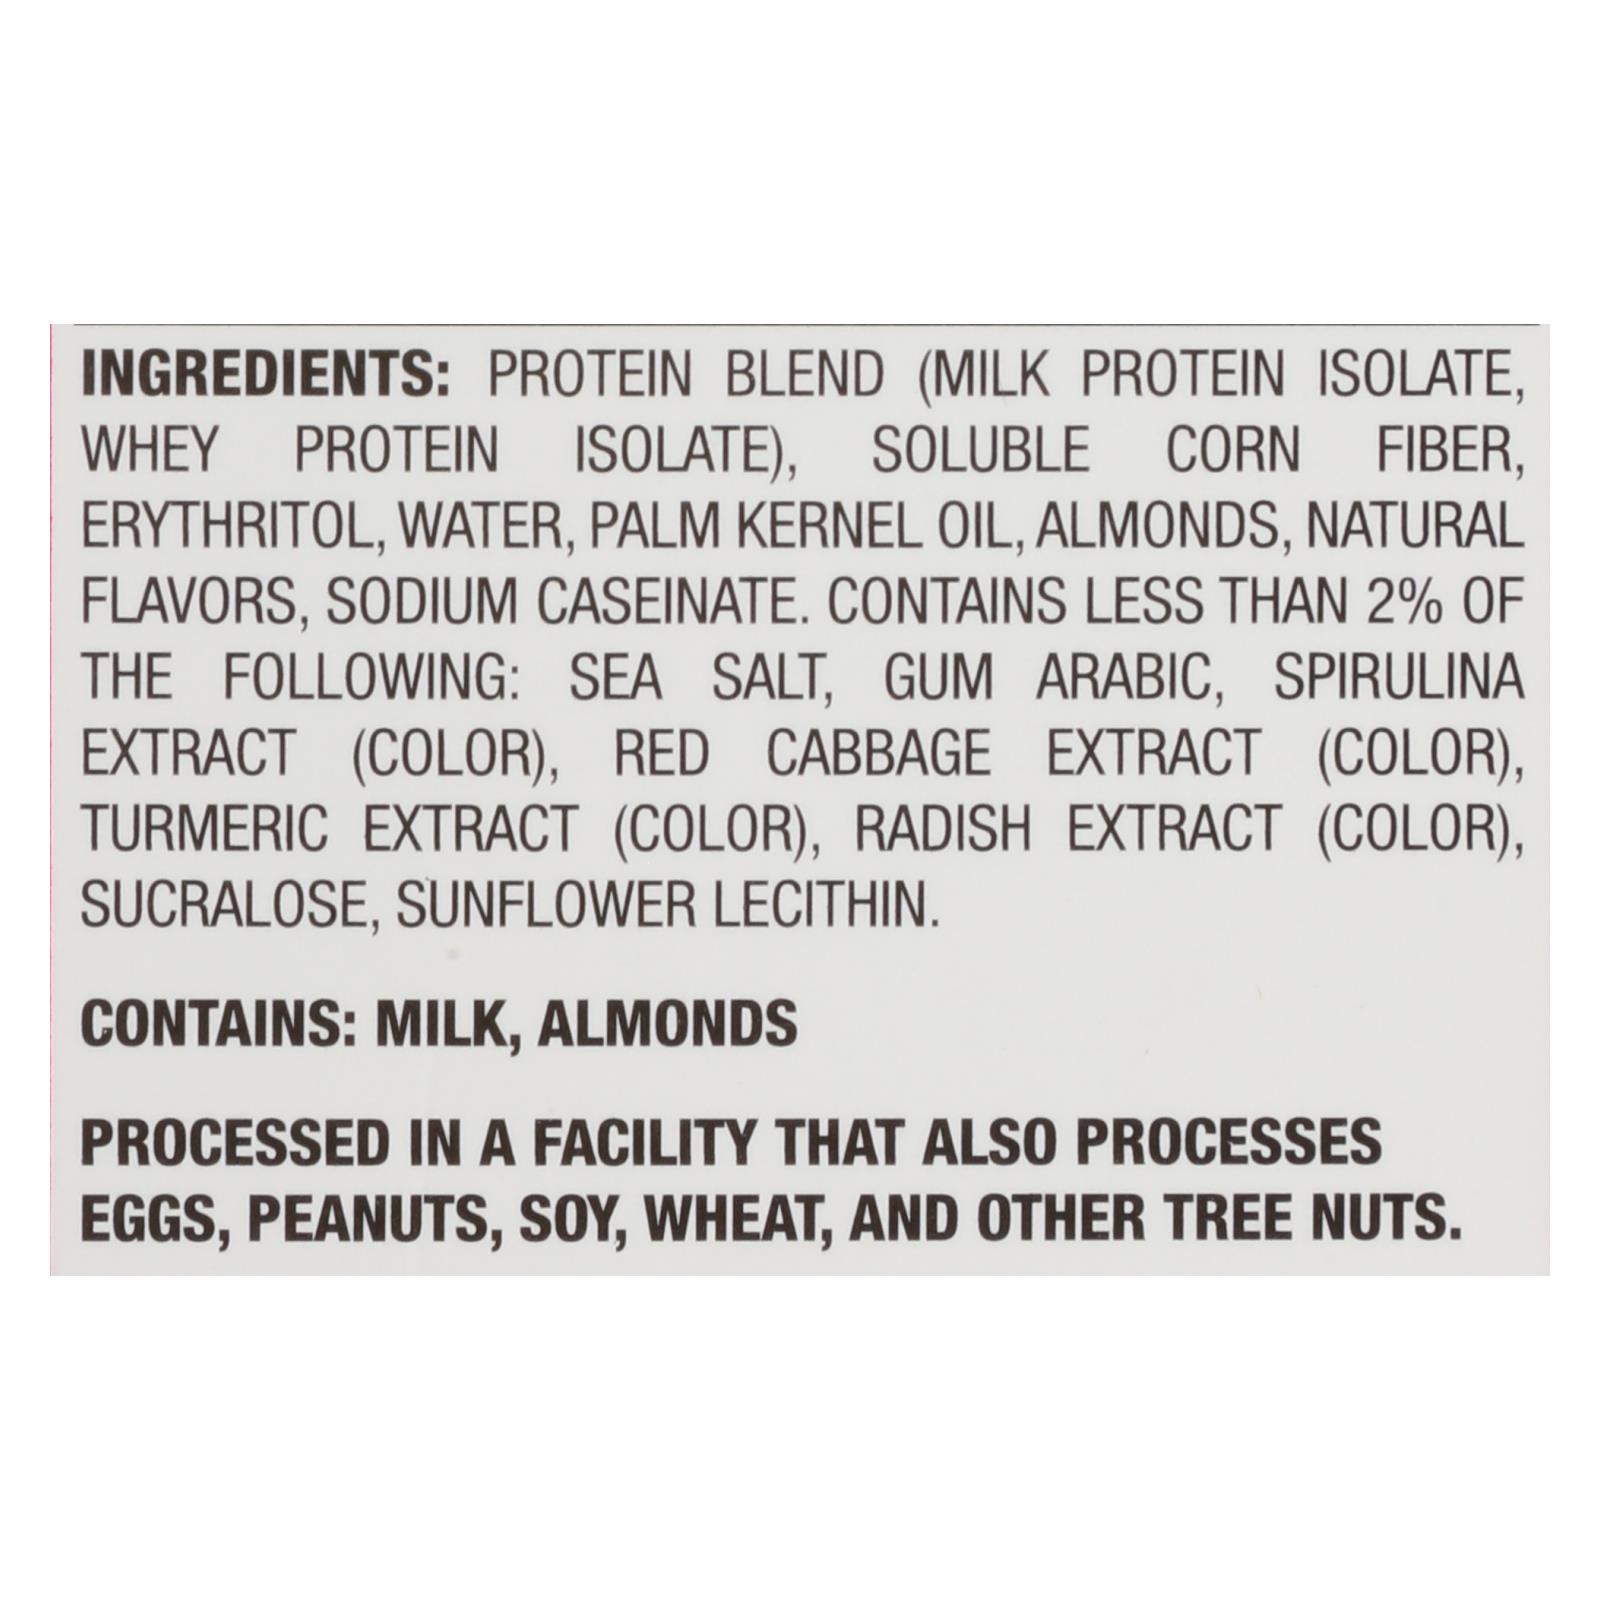 INGREDIENTS: PROTEIN BLEND (MILK PROTEIN ISOLATE,
WHEY PROTEIN ISOLATE), SOLUBLE CORN FIBER,
ERYTHRITOL, WATER, PALM KERNEL OIL, ALMONDS, NATURAL
FLAVORS, SODIUM CASEINATE. CONTAINS LESS THAN 2% OF
THE FOLLOWING: SEA SALT, GUM ARABIC, SPIRULINA
EXTRACT (COLOR), RED CABBAGE EXTRACT (COLOR),
TURMERIC EXTRACT (COLOR), RADISH EXTRACT (COLOR),
SUCRALOSE, SUNFLOWER LECITHIN.
CONTAINS: MILK, ALMONDS
PROCESSED IN A FACILITY THAT ALSO PROCESSES
EGGS, PEANUTS, SOY, WHEAT, AND OTHER TREE NUTS.